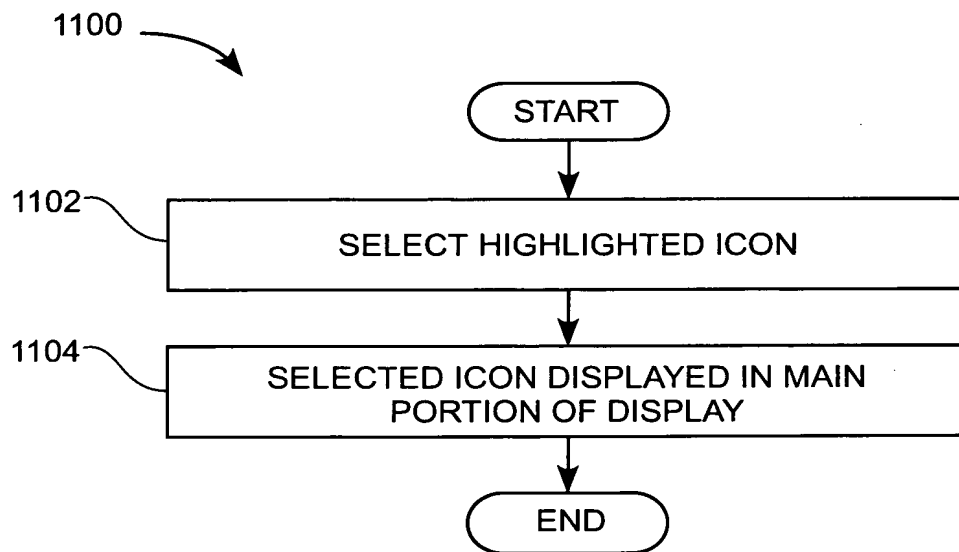 1100
START
1102
SELECT HIGHLIGHTED ICON
1104
SELECTED ICON DISPLAYED IN MAIN
PORTION OF DISPLAY
END